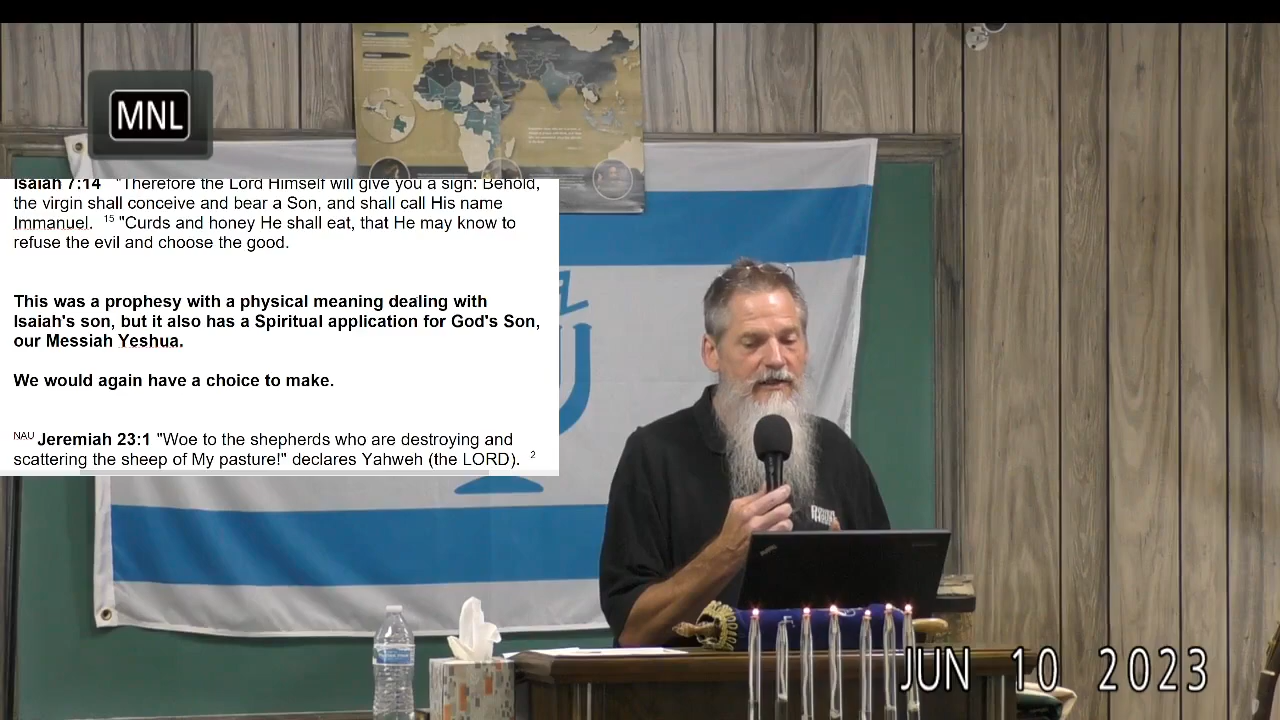 MNL
Isaiah 7:14 "Therefore the Lord Himself will give you a sign: Behold,
the virgin shall conceive and bear a Son, and shall call His name
Immanuel. 15 "Curds and honey He shall eat, that He may know to
refuse the evil and choose the good.
This was a prophesy with a physical meaning dealing with
Isaiah's son, but it also has a Spiritual application for God's Son,
our Messiah Yeshua.
We would again have a choice to make.
NAU Jeremiah 23:1 "Woe to the shepherds who are destroying and
scattering the sheep of My pasture!" declares Yahweh (the LORD). 2
JUN 10 2023